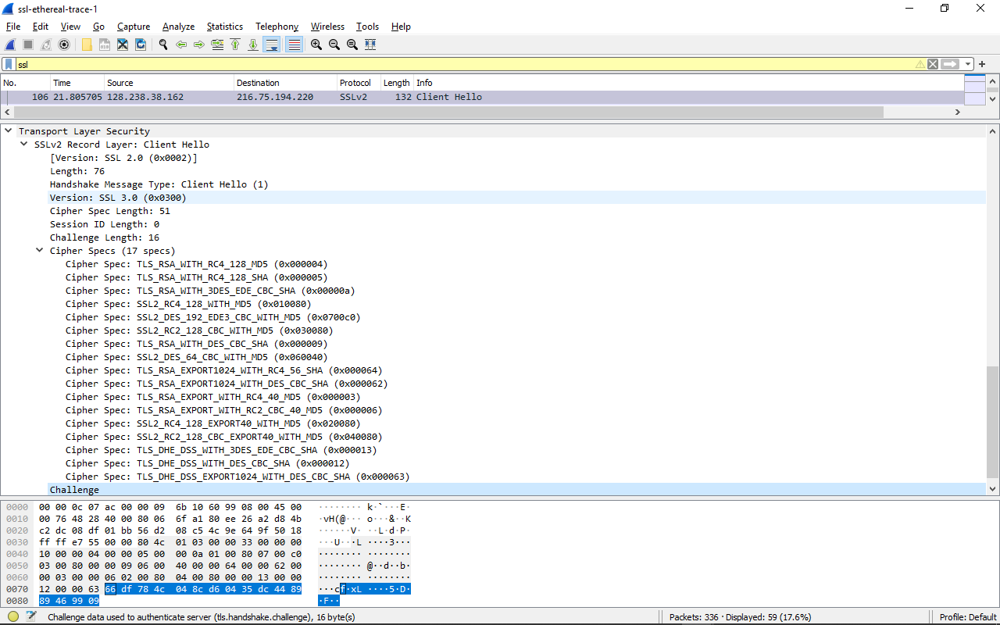 ssl-ethereal-trace-1
File Edit View Go Capture Analyze Statistics Telephony Wireless Tools Help
ssl
No. Time Source Destination Protocol Length Info
106 21.805705 128.238.38.162 216.75.194.220 SSLv2 132 Client Hello
Transport Layer Security
SSLv2 Record Layer: Client Hello
[Version: SSL 2.0 (0x0002)]
Length: 76
Handshake Message Type: Client Hello (1)
Version: SSL 3.0 (0x0300)
Cipher Spec Length: 51
Session ID Length: 0
Challenge Length: 16
Cipher Specs (17 specs)
Cipher Spec: TLS_RSA_WITH_RC4_128_MD5 (0x000004)
Cipher Spec: TLS_RSA_WITH_RC4_128_SHA (0x000005)
Cipher Spec: TLS_RSA_WITH_3DES_EDE_CBC_SHA (0x00000a)
Cipher Spec: SSL2_RC4_128_WITH_MD5 (0x010080)
Cipher Spec: SSL2_DES_192_EDE3_CBC_WITH_MD5 (0x0700c0)
Cipher Spec: SSL2_RC2_128_CBC_WITH_MD5 (0x030080)
Cipher Spec: TLS_RSA_WITH_DES_CBC_SHA (0x000009)
Cipher Spec: SSL2_DES_64_CBC_WITH_MD5 (0x060040)
Cipher Spec: TLS_RSA_EXPORT1024_WITH_RC4_56_SHA (0x000064)
Cipher Spec: TLS_RSA_EXPORT1024_WITH_DES_CBC_SHA (0x000062)
Cipher Spec: TLS_RSA_EXPORT_WITH_RC4_40_MD5 (0x000003)
Cipher Spec: TLS_RSA_EXPORT_WITH_RC2_CBC_40_MD5 (0x000006)
Cipher Spec: SSL2_RC4_128_EXPORT40_WITH_MD5 (0x020080)
Cipher Spec: SSL2_RC2_128_CBC_EXPORT40_WITH_MD5 (0x040080)
Cipher Spec: TLS_DHE_DSS_WITH_3DES_EDE_CBC_SHA (0x000013)
Cipher Spec: TLS_DHE_DSS_WITH_DES_CBC_SHA (0x000012)
Cipher Spec: TLS_DHE_DSS_EXPORT1024_WITH_DES_CBC_SHA (0x000063)
Challenge
0000 00 00 0c 07 ac 00 00 09 6b 10 60 99 08 00 45 00 ········ k·`···E·
0010 00 76 48 28 40 00 80 06 6f a1 80 ee 26 a2 d8 4b ·vH(@··· o···&··K
0020 c2 dc 08 df 01 bb 56 d2 08 c5 4c 9e 64 9f 50 18 ······V· ··L·d·P·
0030 ff ff e7 55 00 00 80 4c 01 03 00 00 33 00 00 00 ···U···L ····3···
0040 10 00 00 04 00 00 05 00 00 0a 01 00 80 07 00 c0 ········ ········
0050 03 00 80 00 00 09 06 00 40 00 00 64 00 00 62 00 ········ @··d··b·
0060 00 03 00 00 06 02 00 80 04 00 80 00 00 13 00 00 ········ ········
0070 12 00 00 63 66 df 78 4c 04 8c d6 04 35 dc 44 89 ···cf·xL ····5·D·
0080 89 46 99 09 ·F··
Challenge data used to authenticate server (tls.handshake.challenge), 16 byte(s) Packets: 336 · Displayed: 59 (17.6%) Profile: Default